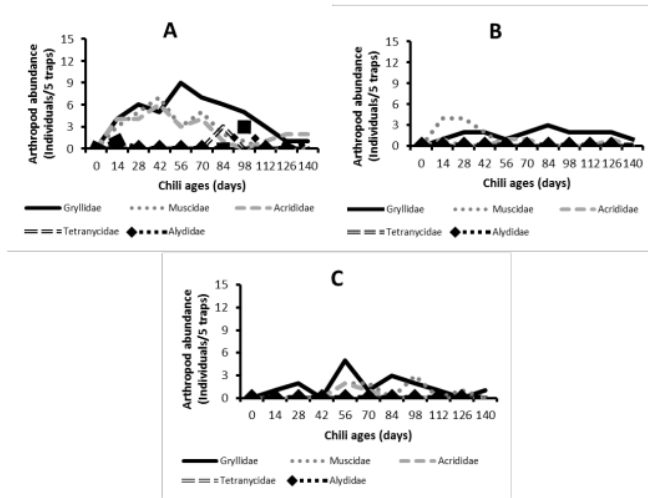 A
15
12
9
6
3
0
Arthropod abundance
(Individuals/5 traps)
0 14 28 42 56 70 84 98 112 126 140
Chili ages (days)
Gryllidae Muscidae Acrididae
Tetranycidae Alydidae
B
15
12
9
6
3
0
Arthropod abundance
(Individuals/5 traps)
0 14 28 42 56 70 84 98 112 126 140
Chili ages (days)
Gryllidae Muscidae Acrididae
Tetranycidae Alydidae
C
15
12
9
6
3
0
Arthropod abundance
(Individuals/5 traps)
0 14 28 42 56 70 84 98 112 126 140
Chili ages (days)
Gryllidae Muscidae Acrididae
Tetranycidae Alydidae